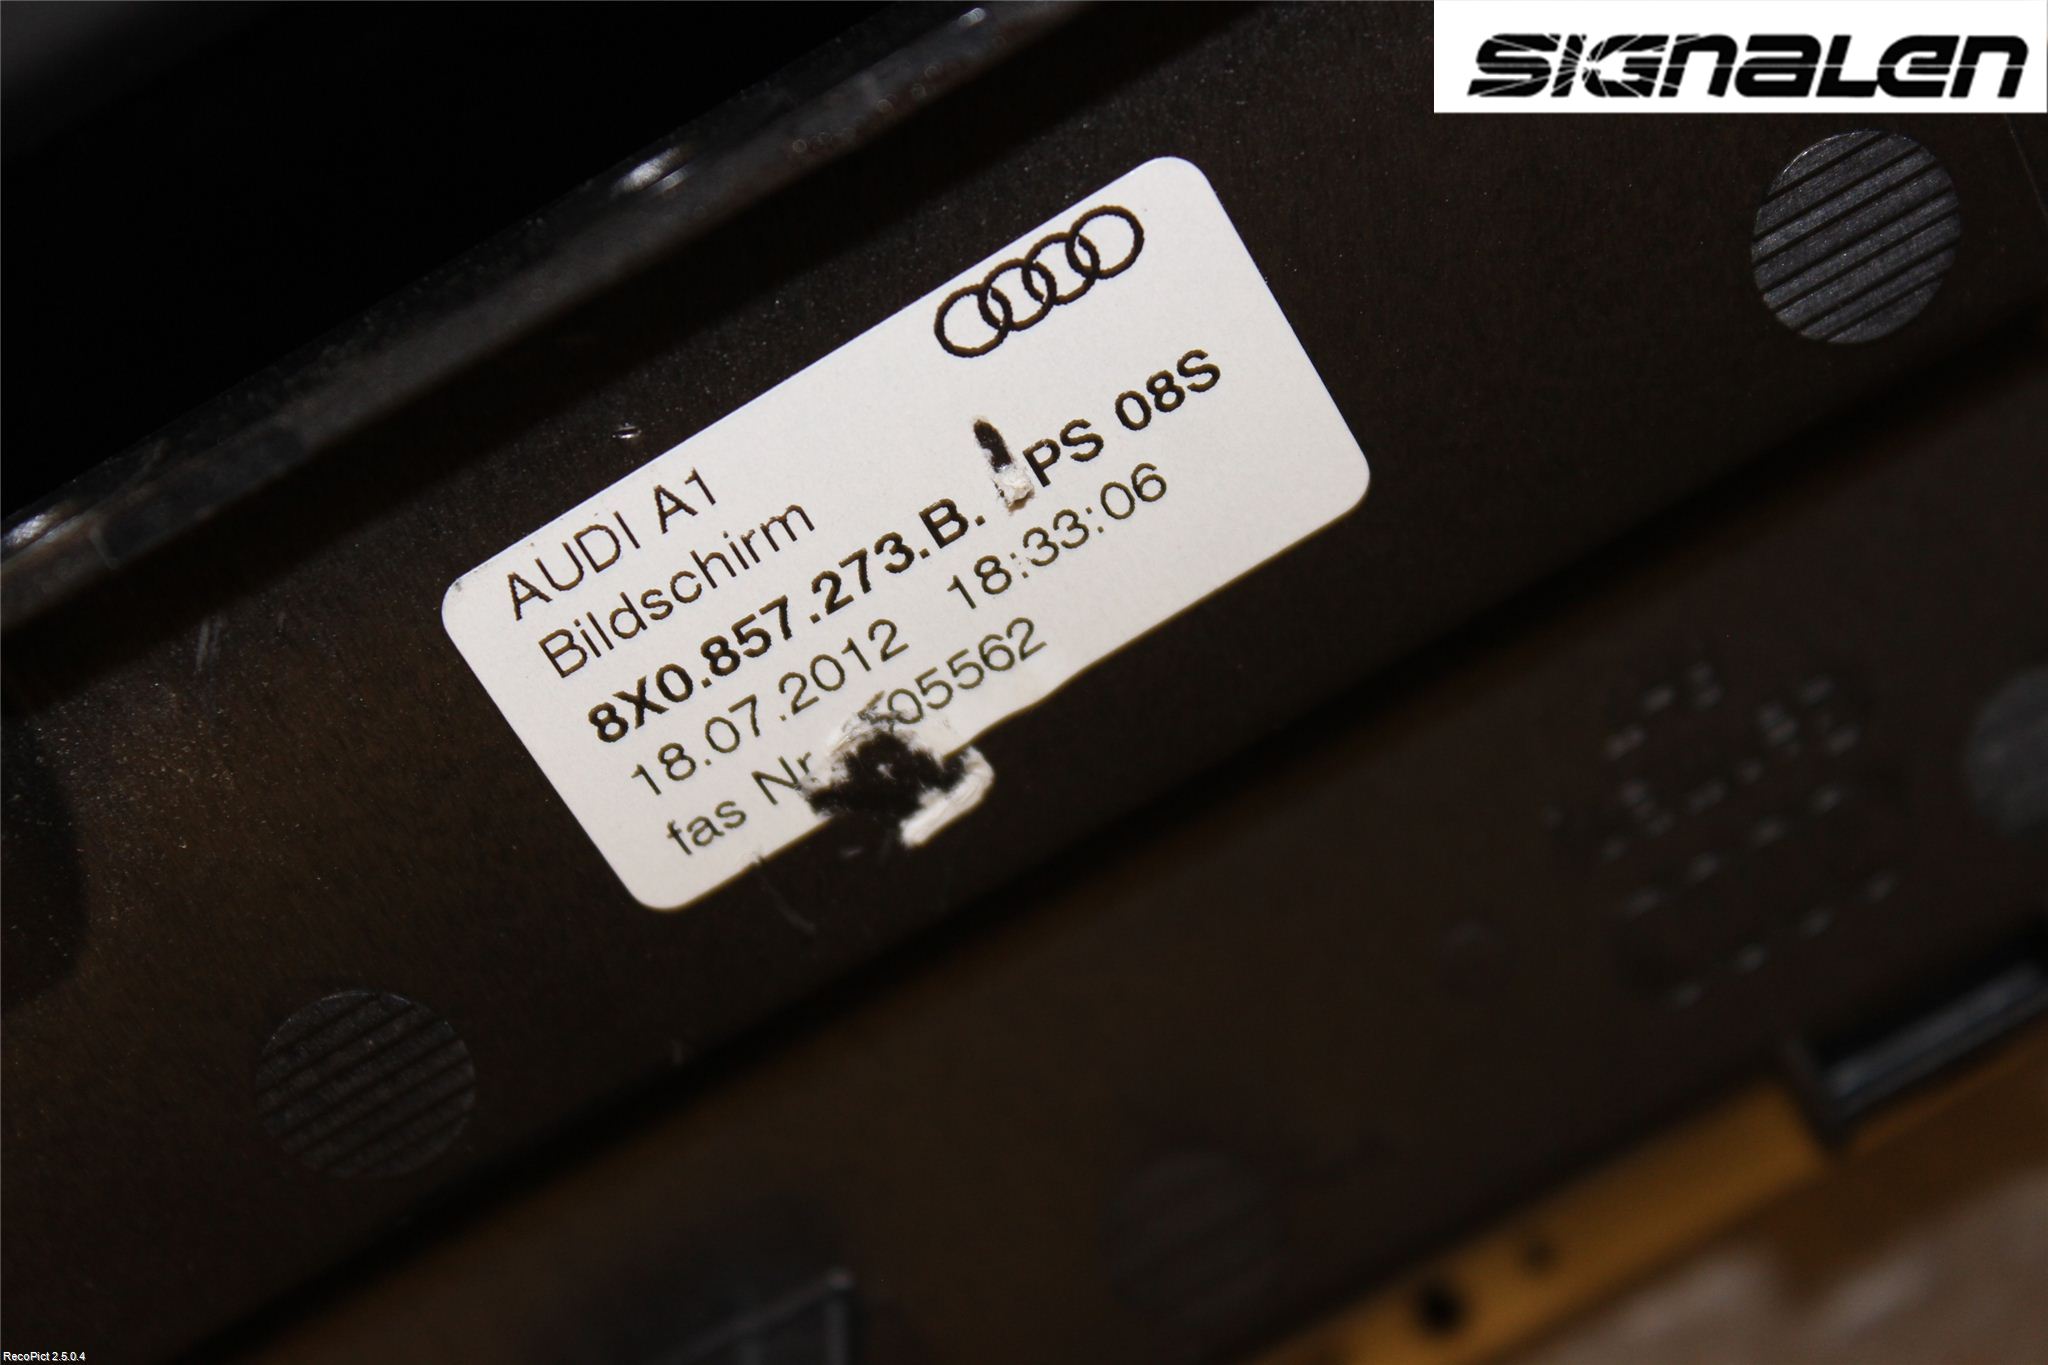 SIGNALEN
AUDI A1
Bildschirm
8X0.857.273.B. PS 08S
18.07.2012 18:33:06
fas Nr 05562
RecoPict 2.5.0.4